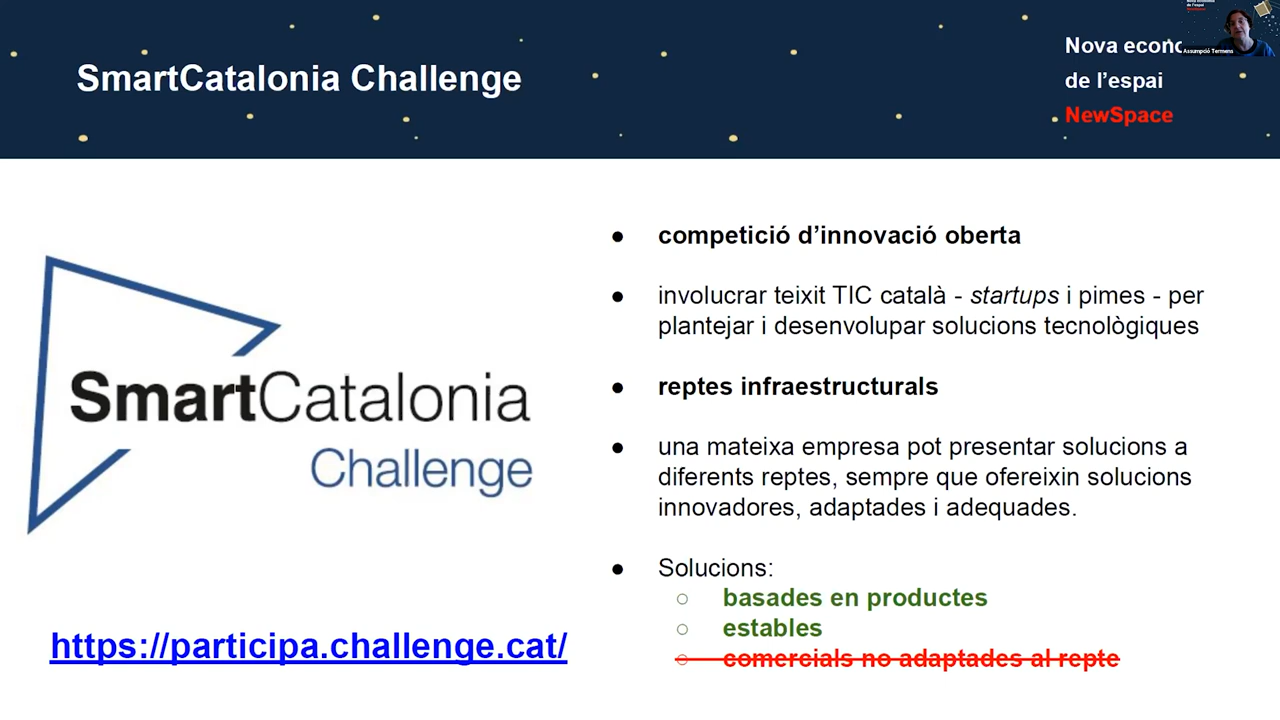 SmartCatalonia Challenge
Nova econo
de l'espai
NewSpace
Assumpció Termens
SmartCatalonia
Challenge
https://participa.challenge.cat/
● competició d'innovació oberta
● involucrar teixit TIC català - startups i pimes - per
plantejar i desenvolupar solucions tecnològiques
● reptes infraestructurals
● una mateixa empresa pot presentar solucions a
diferents reptes, sempre que ofereixin solucions
innovadores, adaptades i adequades.
● Solucions:
○ basades en productes
○ estables
○ comercials no adaptades al repte